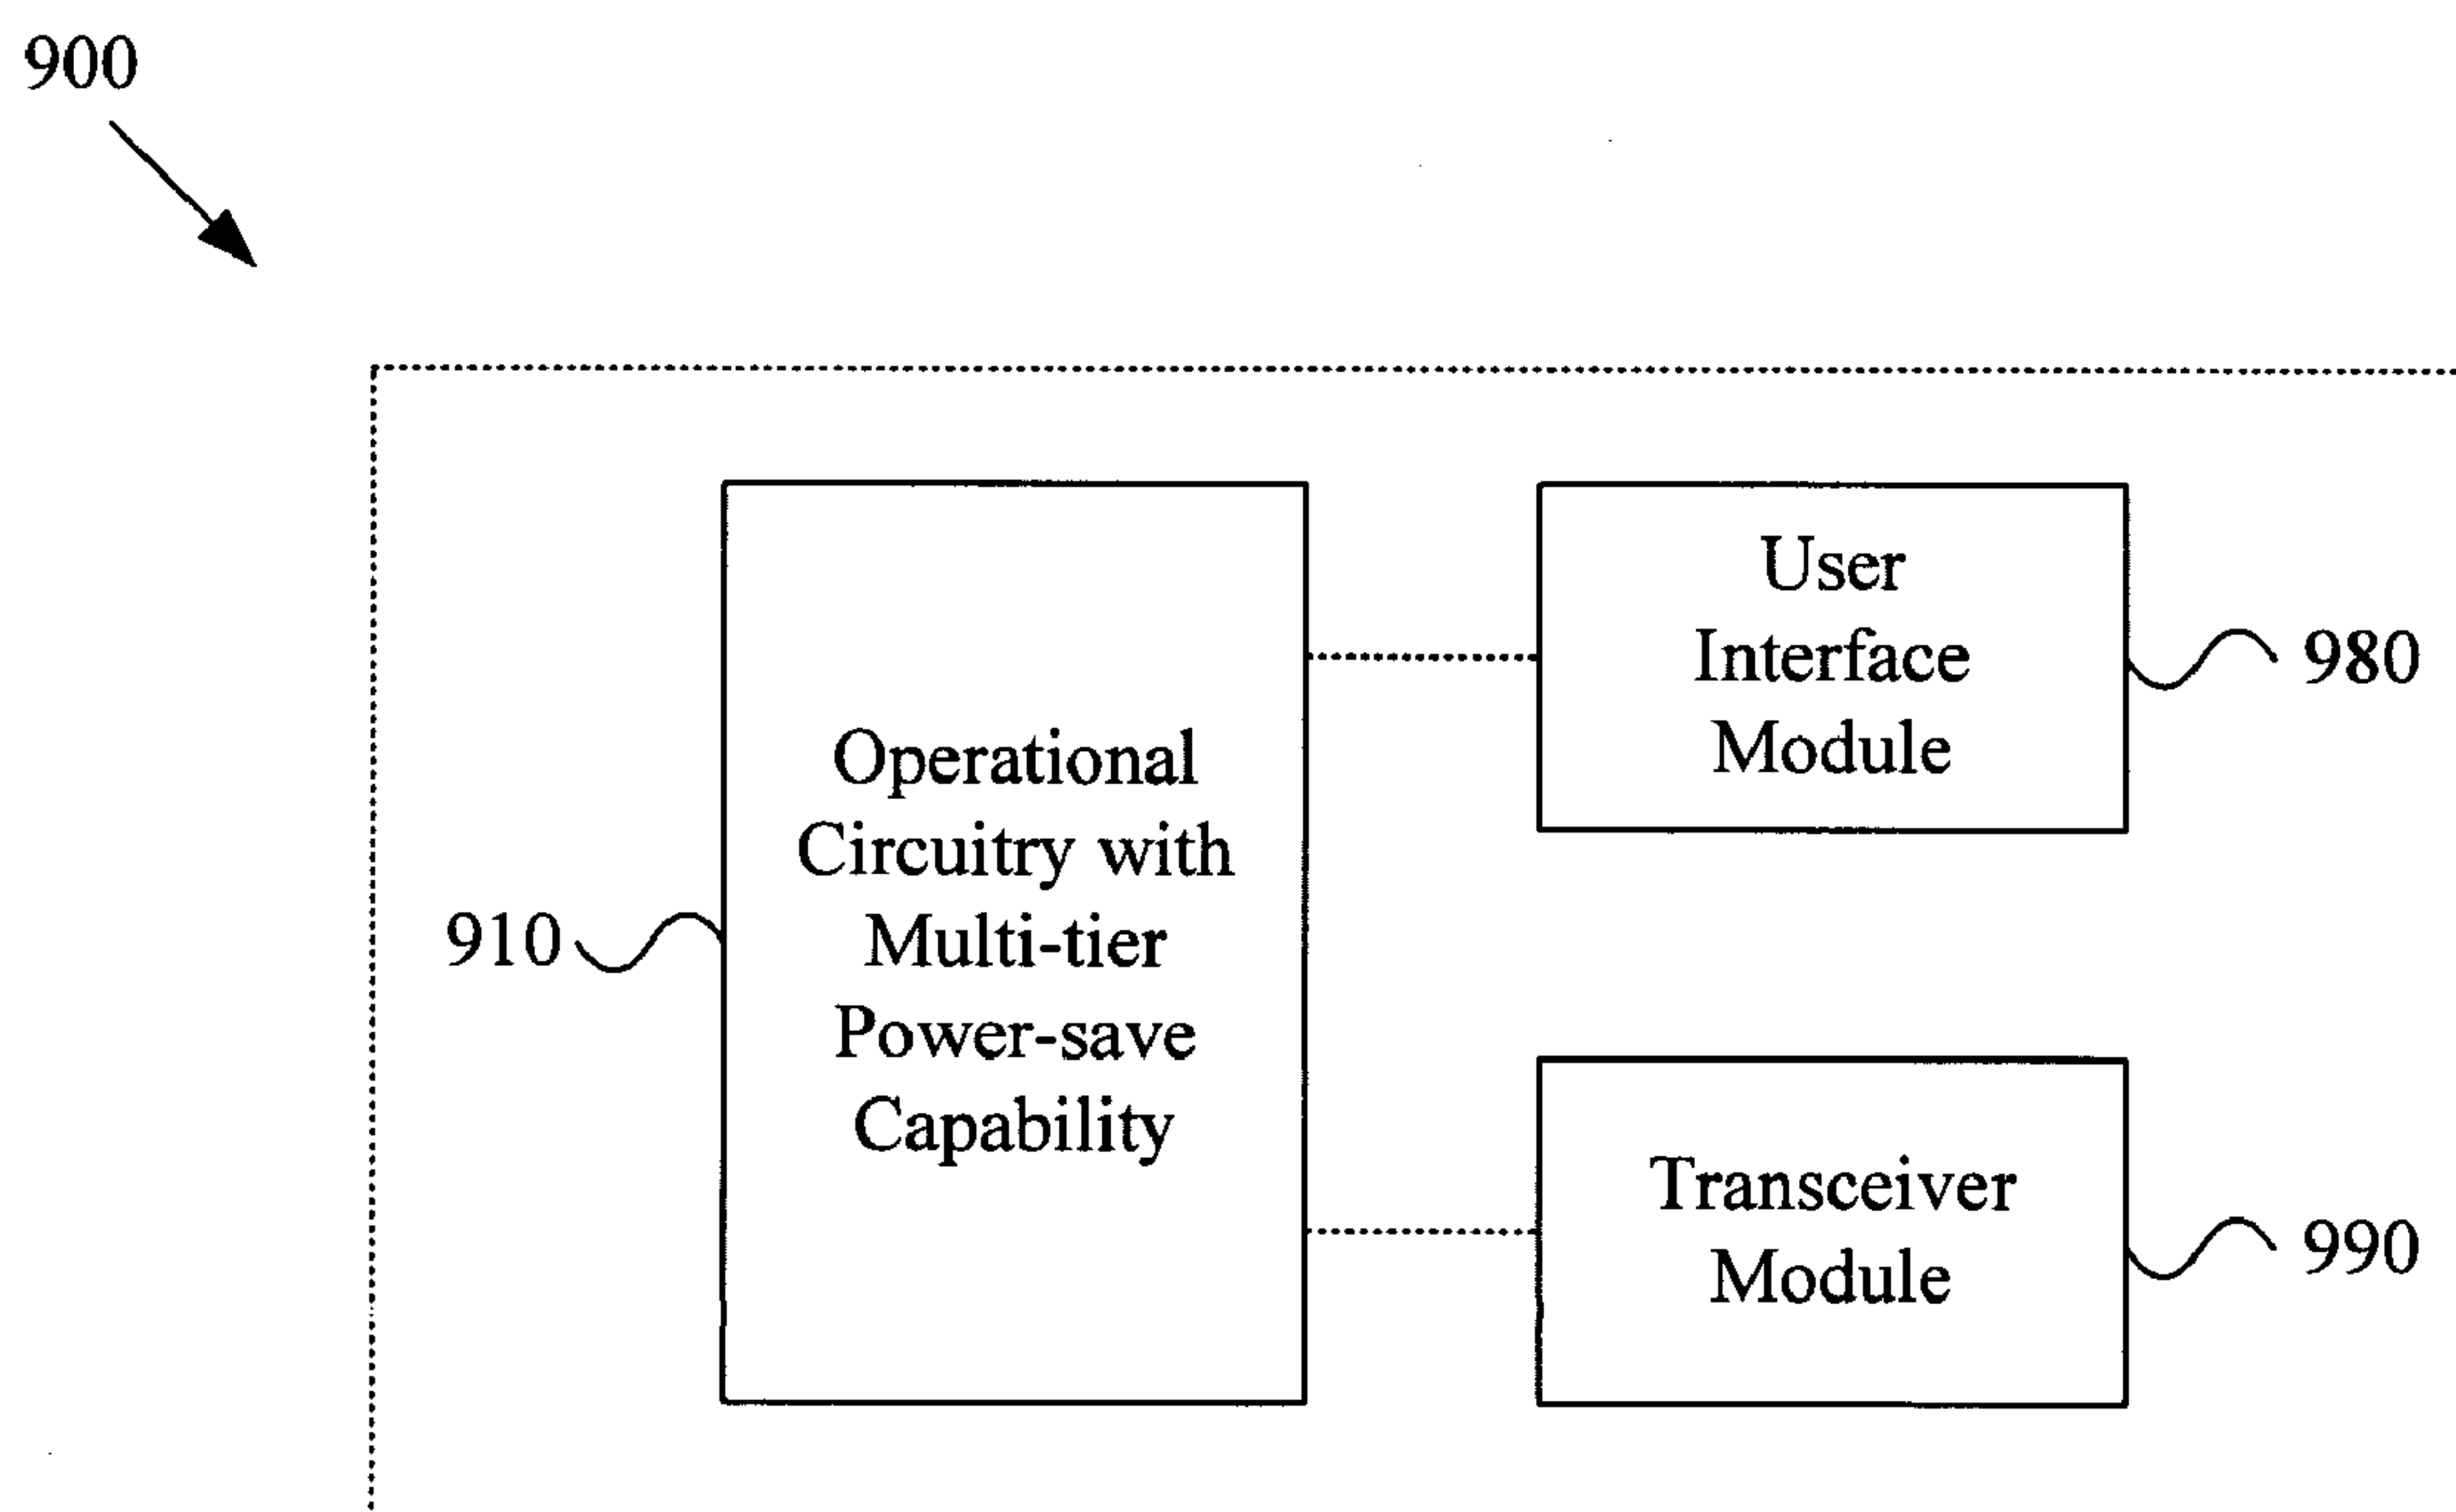 900
Operational
Circuitry with
Multi-tier
Power-save
Capability
910
User
Interface
Module
980
Transceiver
Module
990